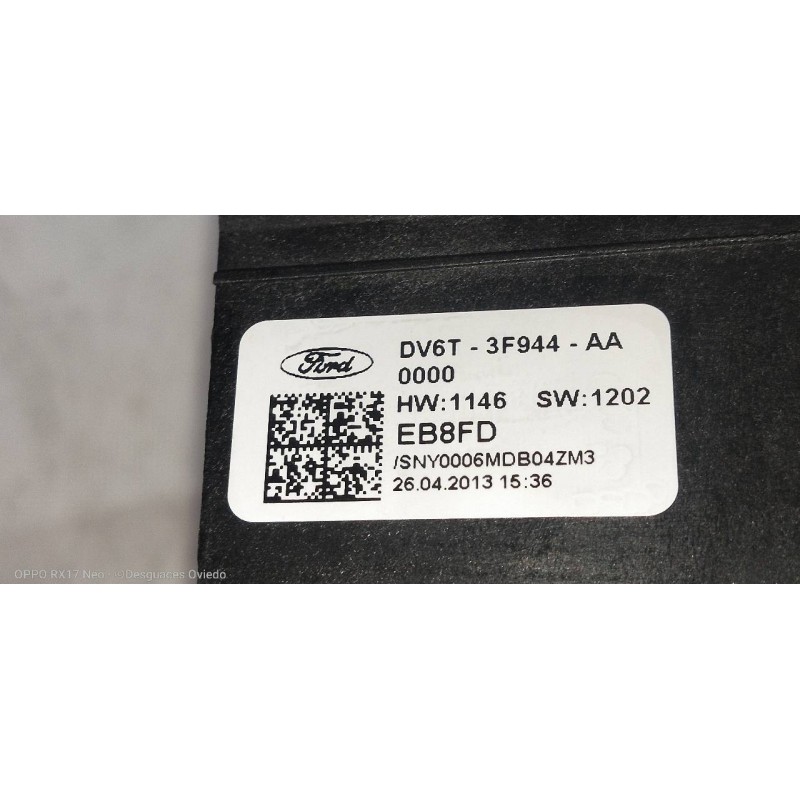 Ford
DV6T - 3F944 - AA
0000
HW:1146 SW:1202
EB8FD
/SNY0006MDB04ZM3
26.04.2013 15:36
OPPO RX17 Neo · ©Desguaces Oviedo